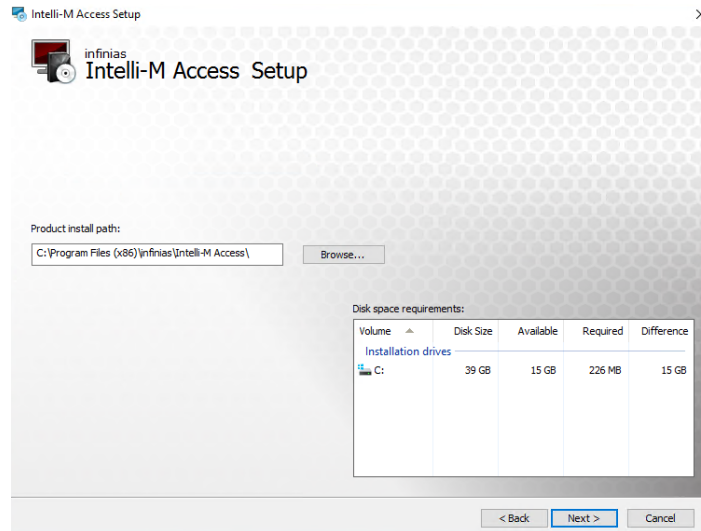 Intelli-M Access Setup
infinias
Intelli-M Access Setup
Product install path:
C:\Program Files (x86)\infinias\Intelli-M Access\
Browse...
Disk space requirements:
Volume Disk Size Available Required Difference
Installation drives
C: 39 GB 15 GB 226 MB 15 GB
< Back Next > Cancel